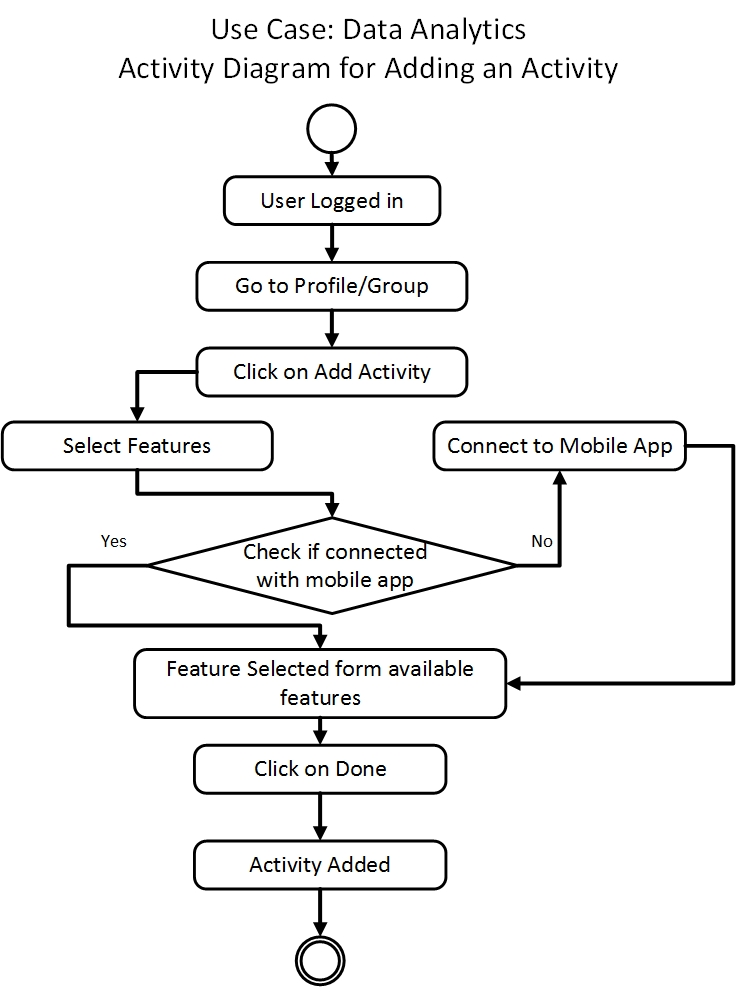 Use Case: Data Analytics
Activity Diagram for Adding an Activity
User Logged in
Go to Profile/Group
Click on Add Activity
Select Features
Connect to Mobile App
Yes
No
Check if connected
with mobile app
Feature Selected form available
features
Click on Done
Activity Added